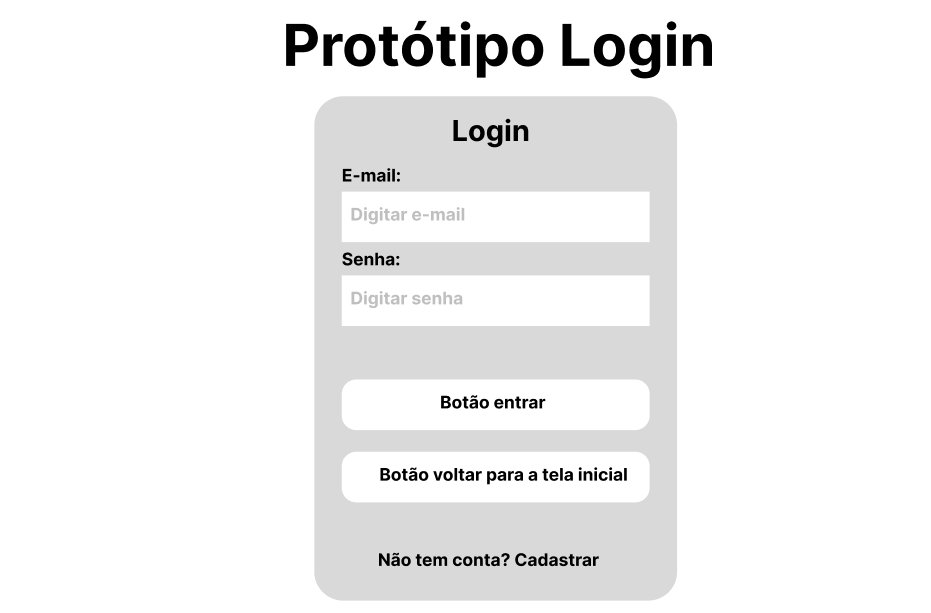 Protótipo Login
Login
E-mail:
Digitar e-mail
Senha:
Digitar senha
Botão entrar
Botão voltar para a tela inicial
Não tem conta? Cadastrar